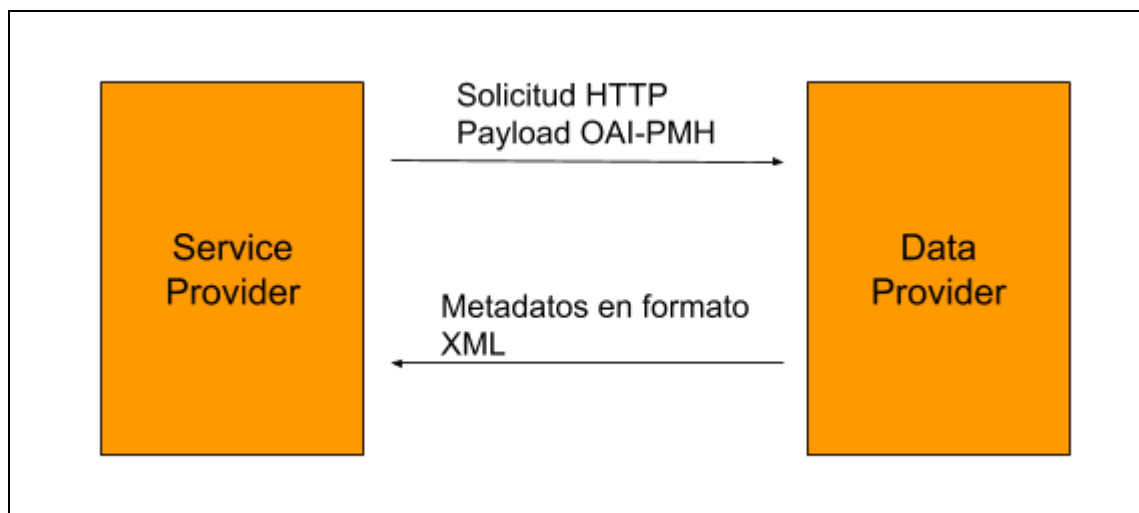 Solicitud HTTP
Payload OAI-PMH
Service
Provider
Data
Provider
Metadatos en formato
XML